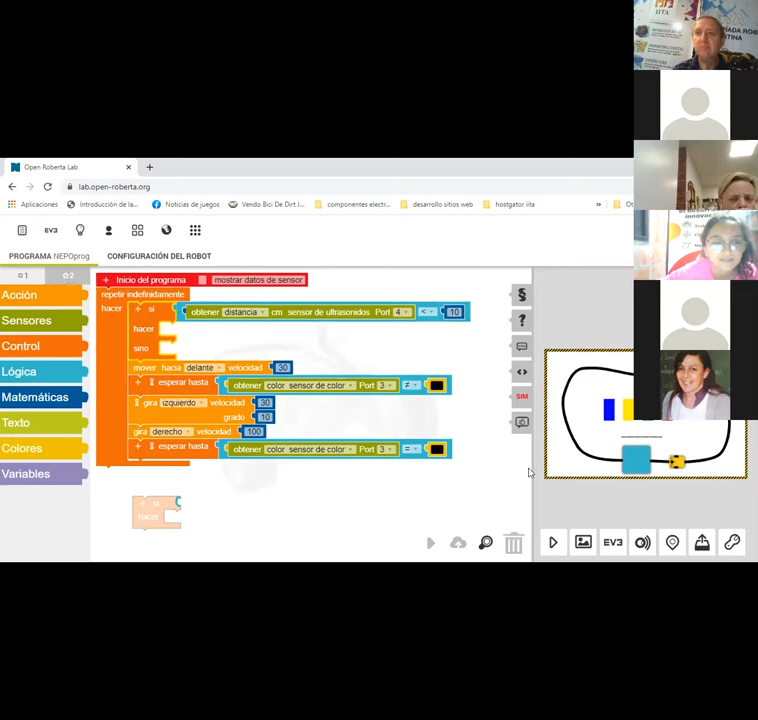 IITA
Open Roberta Lab
lab.open-roberta.org
Aplicaciones Introducción de la... Noticias de juegos Vendo Bici De Dirt J... componentes electr... desarrollo sitios web hostgator iita » Ot
EV3
PROGRAMA NEPOprog CONFIGURACIÓN DEL ROBOT
1 2
Acción
Sensores
Control
Lógica
Matemáticas
Texto
Colores
Variables
+ Inicio del programa mostrar datos de sensor
repetir indefinidamente
hacer + si obtener distancia cm sensor de ultrasonidos Port 4 < 10
hacer
sino
mover hacia delante velocidad 30
+ esperar hasta obtener color sensor de color Port 3 ≠
gira izquierdo velocidad 30
grado 10
gira derecho velocidad 100
+ esperar hasta obtener color sensor de color Port 3 =
+ si
hacer
§
?
<>
SIM
EV3